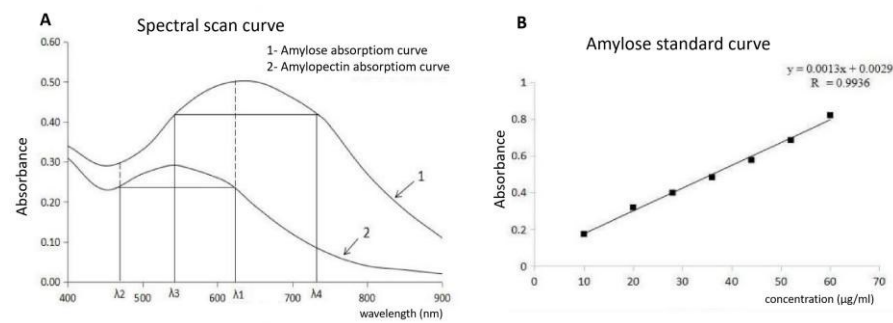 A
Spectral scan curve
1- Amylose absorptiom curve
2- Amylopectin absorptiom curve
Absorbance
0.60
0.50
0.40
0.30
0.20
0.10
0.00
1
2
400 λ2 500 λ3 600 λ1 700 λ4 800 900
wavelength (nm)
B
Amylose standard curve
y = 0.0013x + 0.0029
R = 0.9936
Absorbance
1
0.8
0.6
0.4
0.2
0
0 10 20 30 40 50 60 70
concentration (µg/ml)